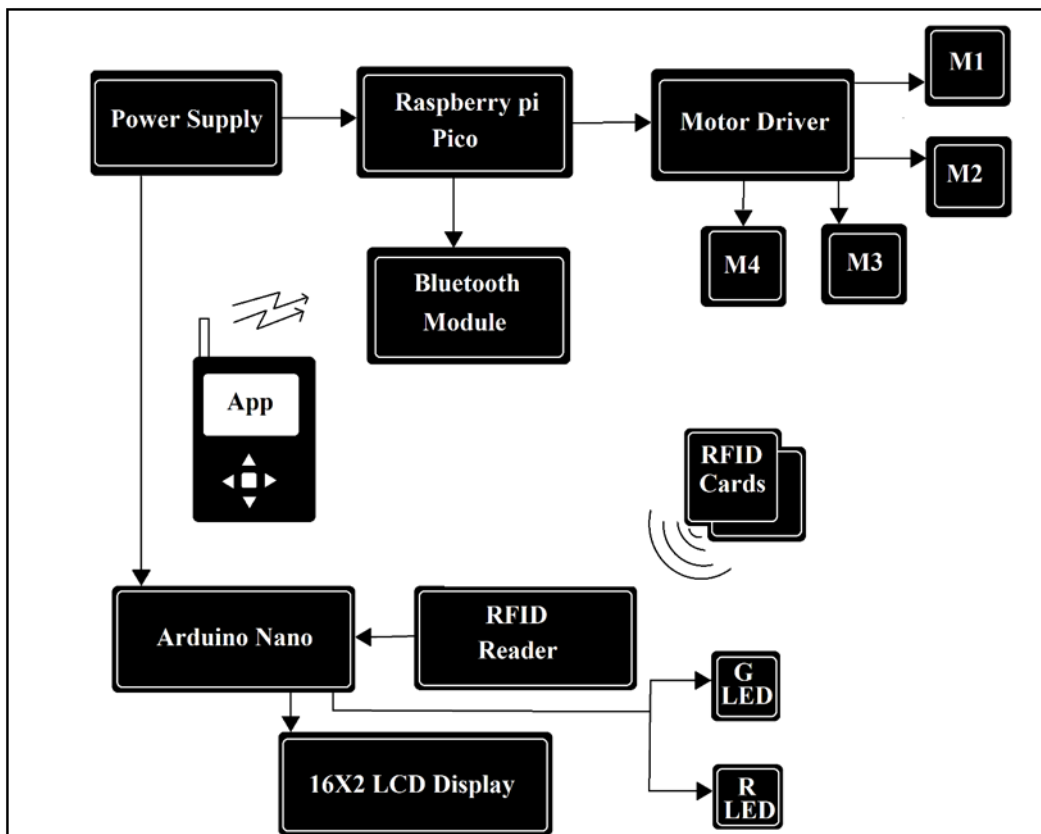 Power Supply
Raspberry pi
Pico
Motor Driver
M1
M2
M4
M3
Bluetooth
Module
App
RFID
Cards
Arduino Nano
RFID
Reader
G
LED
16X2 LCD Display
R
LED